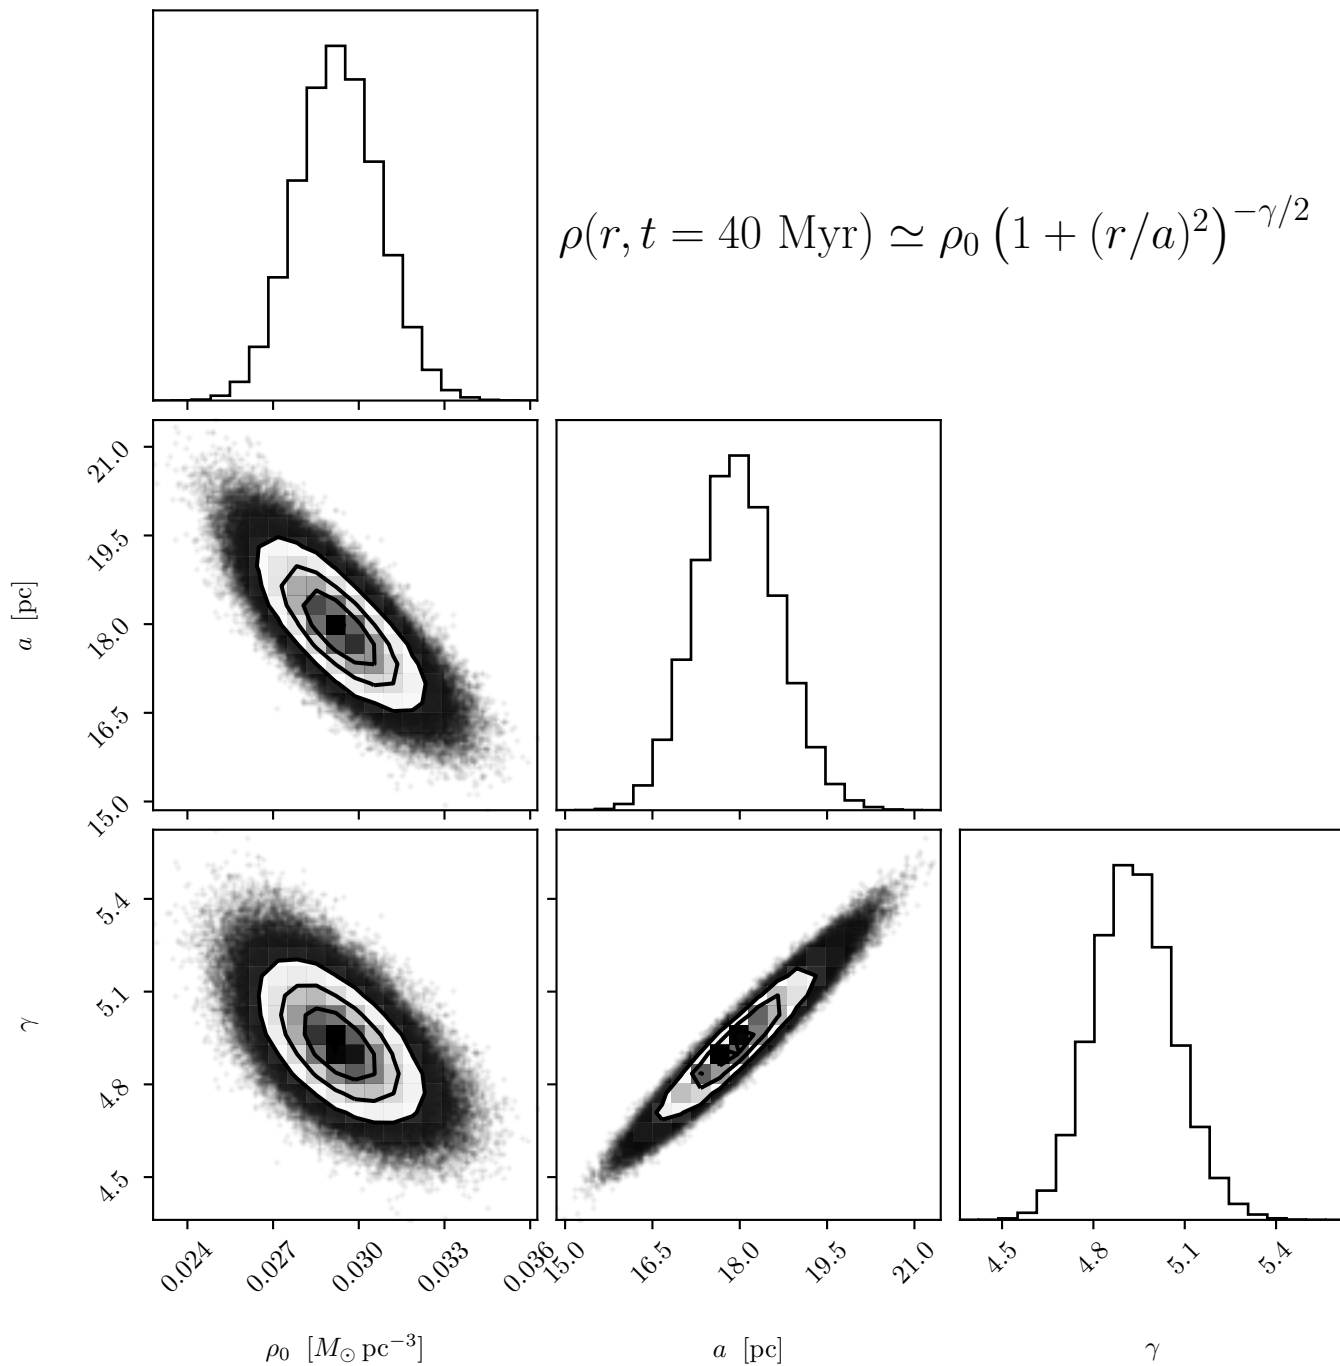 ρ(r, t = 40 Myr) ≃ ρ₀ (1 + (r/a)²)^{−γ/2}
a [pc]
21.0
19.5
18.0
16.5
15.0
γ
5.4
5.1
4.8
4.5
0.024 0.027 0.030 0.033 0.036
15.0 16.5 18.0 19.5 21.0
4.5 4.8 5.1 5.4
ρ₀ [M⊙ pc⁻³]
a [pc]
γ